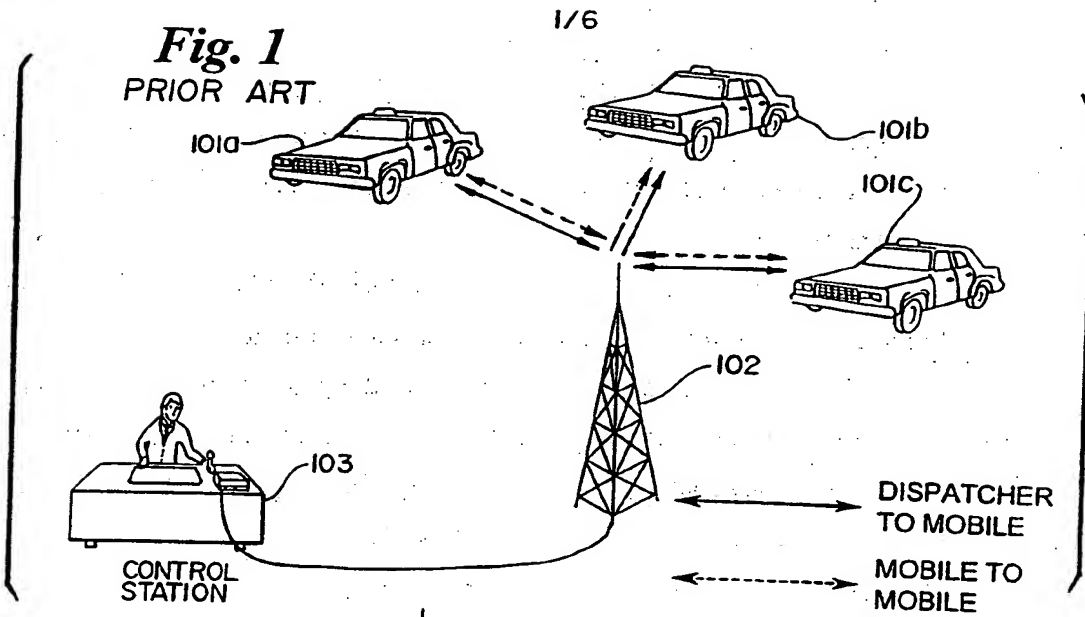 1/6
Fig. 1
PRIOR ART
101a
101b
101c
102
103
CONTROL
STATION
DISPATCHER
TO MOBILE
MOBILE TO
MOBILE